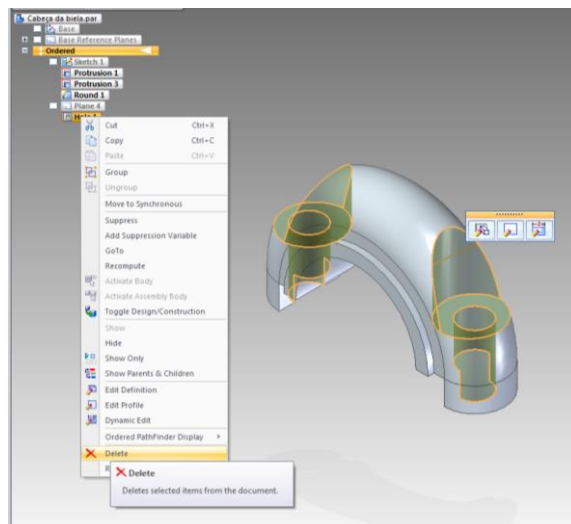 Cabeça da biela.par
Base
Base Reference Planes
Ordered
Sketch 1
Protrusion 1
Protrusion 3
Round 1
Plane 4
Hole 1
Cut Ctrl+X
Copy Ctrl+C
Paste Ctrl+V
Group
Ungroup
Move to Synchronous
Suppress
Add Suppression Variable
GoTo
Recompute
Activate Body
Activate Assembly Body
Toggle Design/Construction
Show
Hide
Show Only
Show Parents & Children
Edit Definition
Edit Profile
Dynamic Edit
Ordered PathFinder Display
Delete
Delete
Deletes selected items from the document.